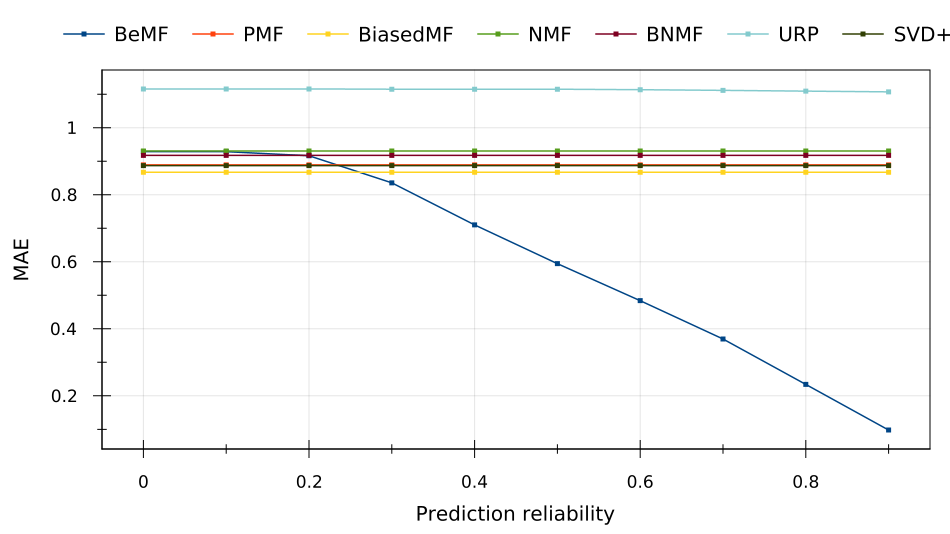 BeMF PMF BiasedMF NMF BNMF URP SVD+
1
0.8
0.6
0.4
0.2
MAE
0 0.2 0.4 0.6 0.8
Prediction reliability